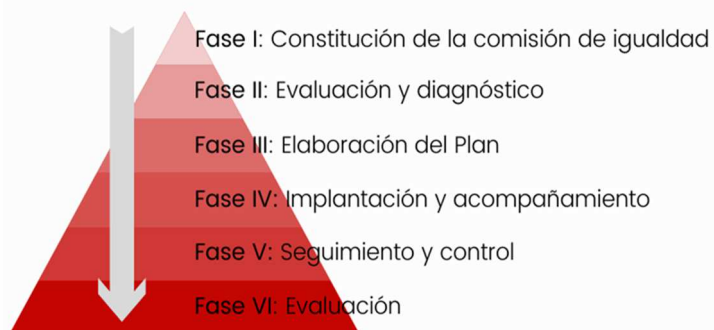 Fase I: Constitución de la comisión de igualdad
Fase II: Evaluación y diagnóstico
Fase III: Elaboración del Plan
Fase IV: Implantación y acompañamiento
Fase V: Seguimiento y control
Fase VI: Evaluación